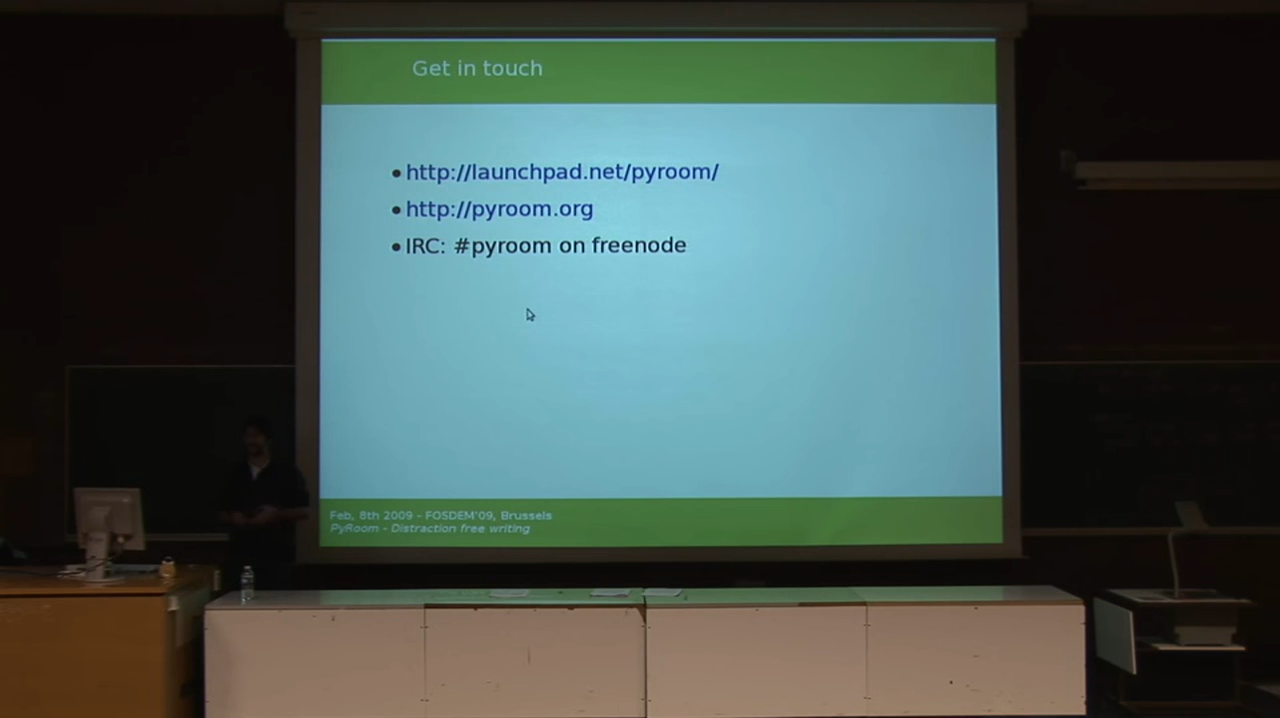 Get in touch
•http://launchpad.net/pyroom/
•http://pyroom.org
•IRC: #pyroom on freenode
Feb, 8th 2009 - FOSDEM'09, Brussels
PyRoom - Distraction free writing